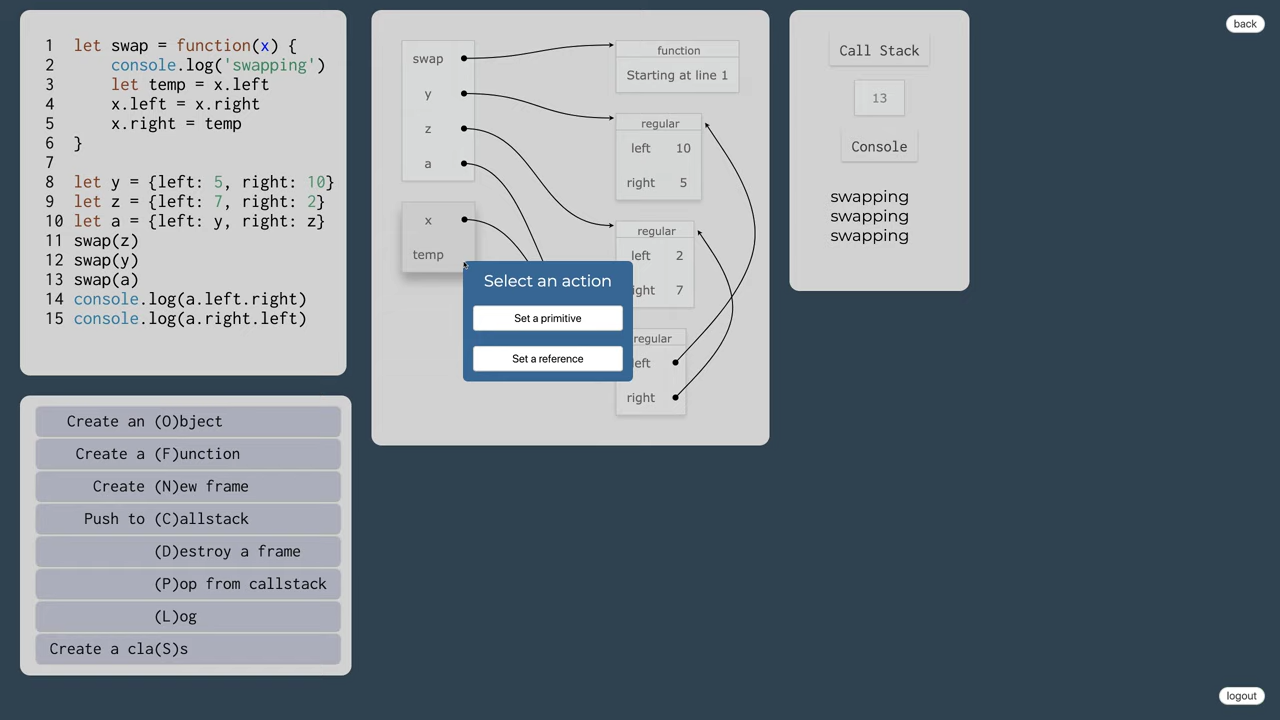 1 let swap = function(x) {
2 console.log('swapping')
3 let temp = x.left
4 x.left = x.right
5 x.right = temp
6 }
7
8 let y = {left: 5, right: 10}
9 let z = {left: 7, right: 2}
10 let a = {left: y, right: z}
11 swap(z)
12 swap(y)
13 swap(a)
14 console.log(a.left.right)
15 console.log(a.right.left)
Create an (O)bject
Create a (F)unction
Create (N)ew frame
Push to (C)allstack
(D)estroy a frame
(P)op from callstack
(L)og
Create a cla(S)s
swap
y
z
a
x
temp
function
Starting at line 1
regular
left 10
right 5
regular
left 2
ight 7
regular
left
right
Select an action
Set a primitive
Set a reference
Call Stack
13
Console
swapping
swapping
swapping
back
logout